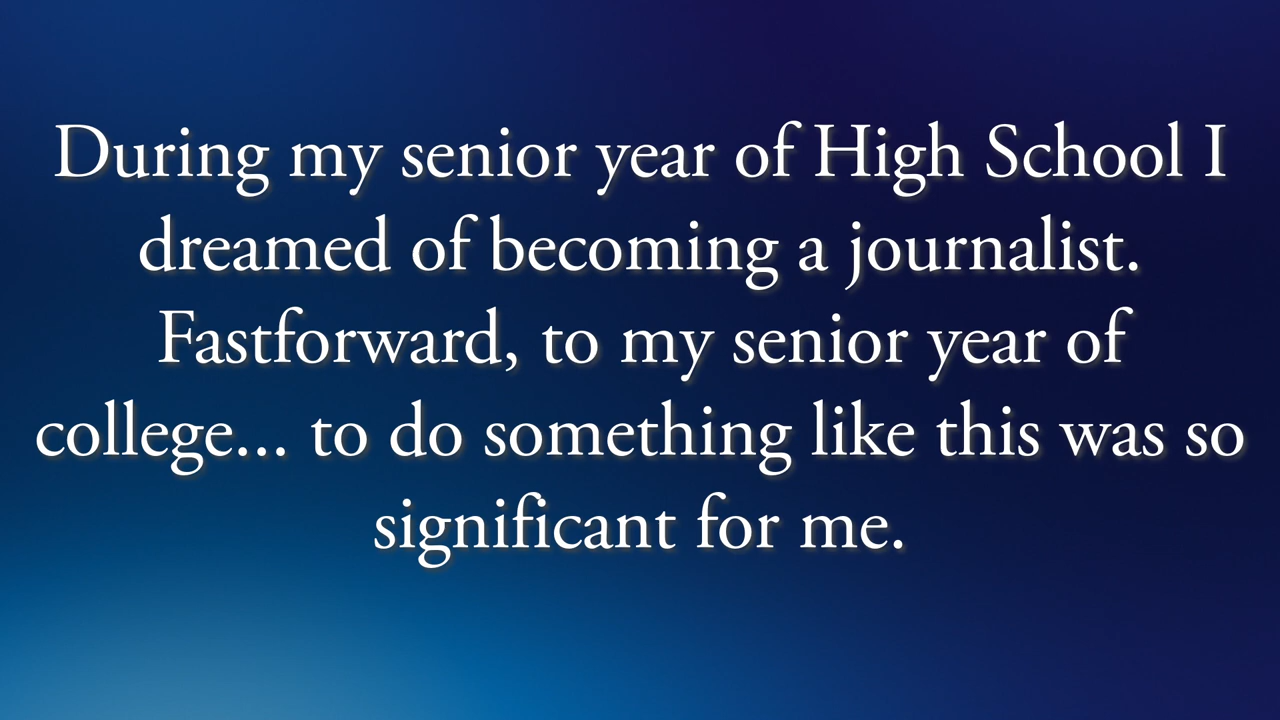 During my senior year of High School I
dreamed of becoming a journalist.
Fastforward, to my senior year of
college... to do something like this was so
significant for me.